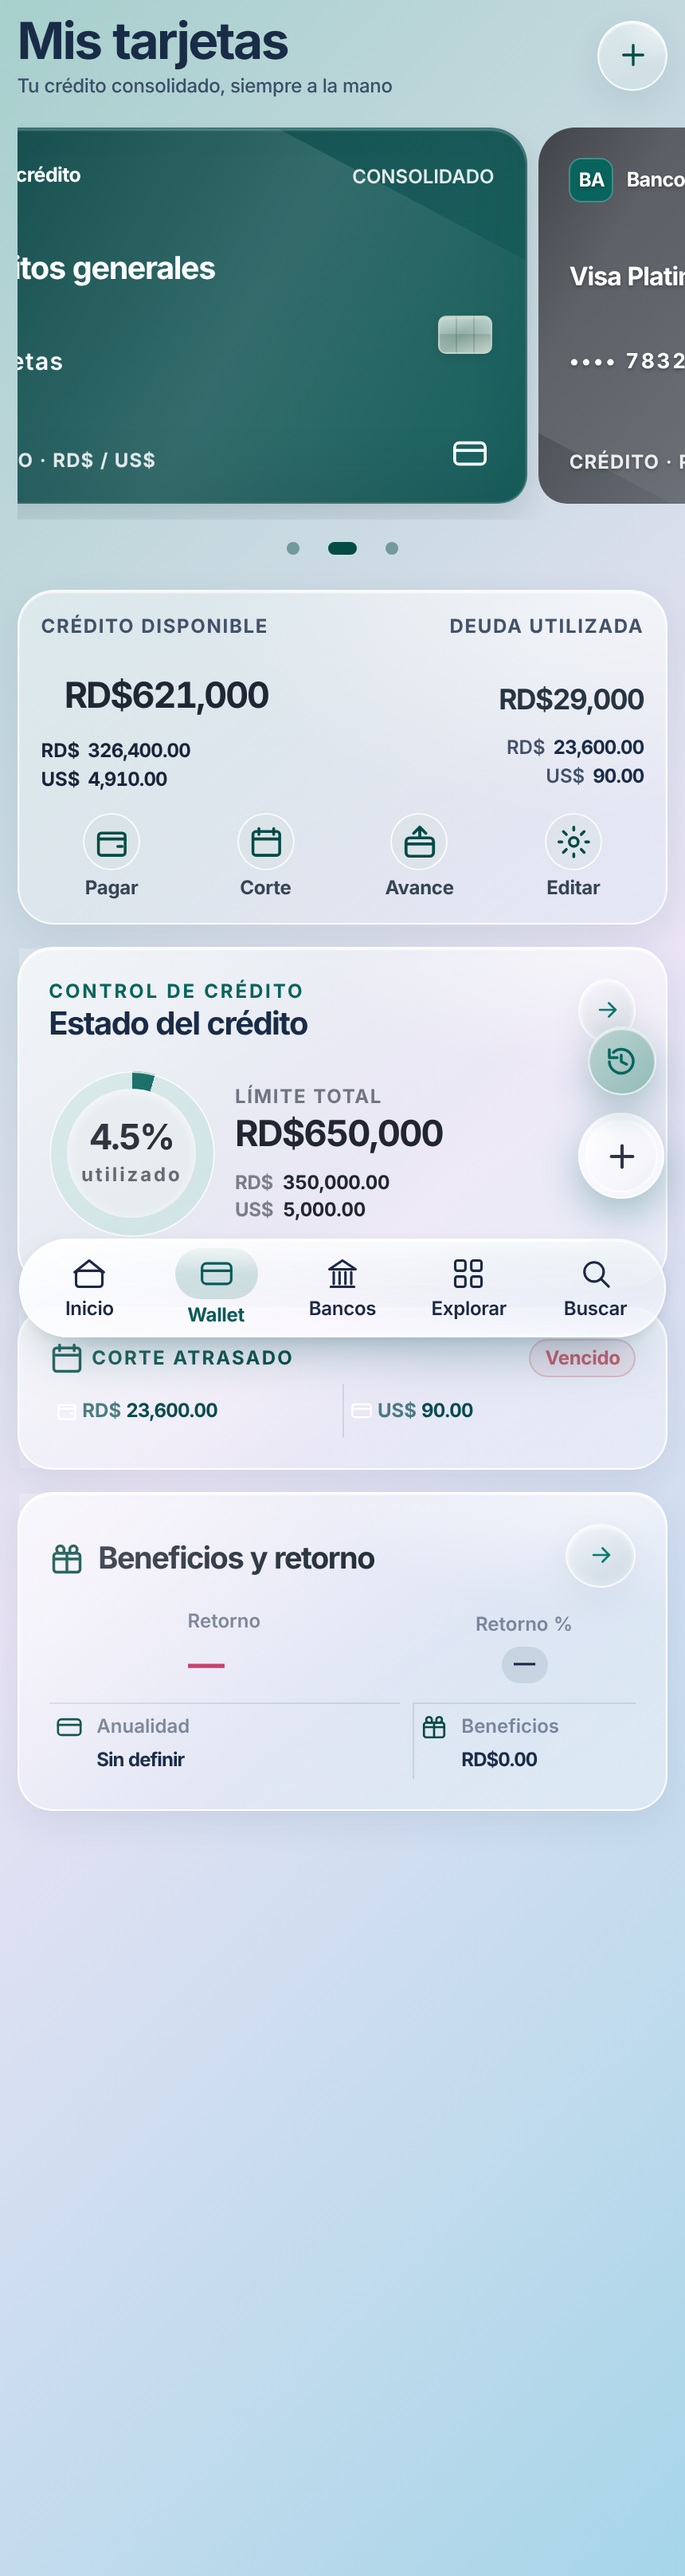 Mis tarjetas
Tu crédito consolidado, siempre a la mano
crédito
CONSOLIDADO
itos generales
etas
O · RD$ / US$
BA Banco
Visa Platin
•••• 7832
CRÉDITO ·
CRÉDITO DISPONIBLE
DEUDA UTILIZADA
RD$621,000
RD$29,000
RD$ 326,400.00
RD$ 23,600.00
US$ 4,910.00
US$ 90.00
Pagar
Corte
Avance
Editar
CONTROL DE CRÉDITO
Estado del crédito
4.5%
utilizado
LÍMITE TOTAL
RD$650,000
RD$ 350,000.00
US$ 5,000.00
Inicio
Wallet
Bancos
Explorar
Buscar
CORTE ATRASADO
Vencido
RD$ 23,600.00
US$ 90.00
Beneficios y retorno
Retorno
Retorno %
—
—
Anualidad
Sin definir
Beneficios
RD$0.00